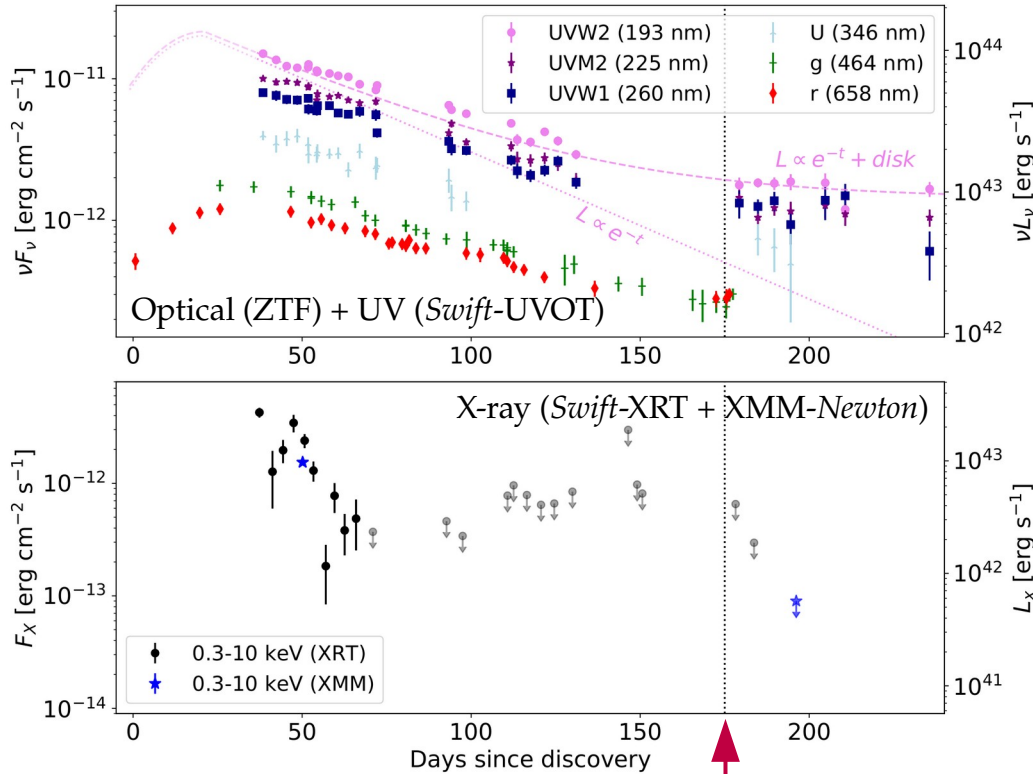 νFν [erg cm⁻² s⁻¹]
νLν [erg s⁻¹]
10⁻¹¹
10⁻¹²
10⁴⁴
10⁴³
10⁴²
UVW2 (193 nm)
UVM2 (225 nm)
UVW1 (260 nm)
U (346 nm)
g (464 nm)
r (658 nm)
L ∝ e⁻ᵗ + disk
L ∝ e⁻ᵗ
Optical (ZTF) + UV (Swift-UVOT)
0 50 100 150 200
X-ray (Swift-XRT + XMM-Newton)
F_X [erg cm⁻² s⁻¹]
L_x [erg s⁻¹]
10⁻¹²
10⁻¹³
10⁻¹⁴
10⁴³
10⁴²
10⁴¹
0.3-10 keV (XRT)
0.3-10 keV (XMM)
0 50 100 150 200
Days since discovery